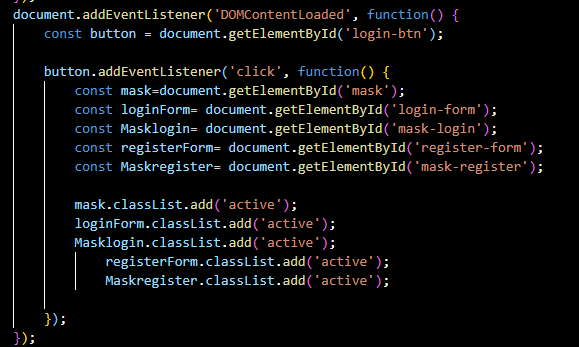 });
document.addEventListener('DOMContentLoaded', function() {
const button = document.getElementById('login-btn');
button.addEventListener('click', function() {
const mask=document.getElementById('mask');
const loginForm= document.getElementById('login-form');
const Masklogin= document.getElementById('mask-login');
const registerForm= document.getElementById('register-form');
const Maskregister= document.getElementById('mask-register');
mask.classList.add('active');
loginForm.classList.add('active');
Masklogin.classList.add('active');
registerForm.classList.add('active');
Maskregister.classList.add('active');
});
});